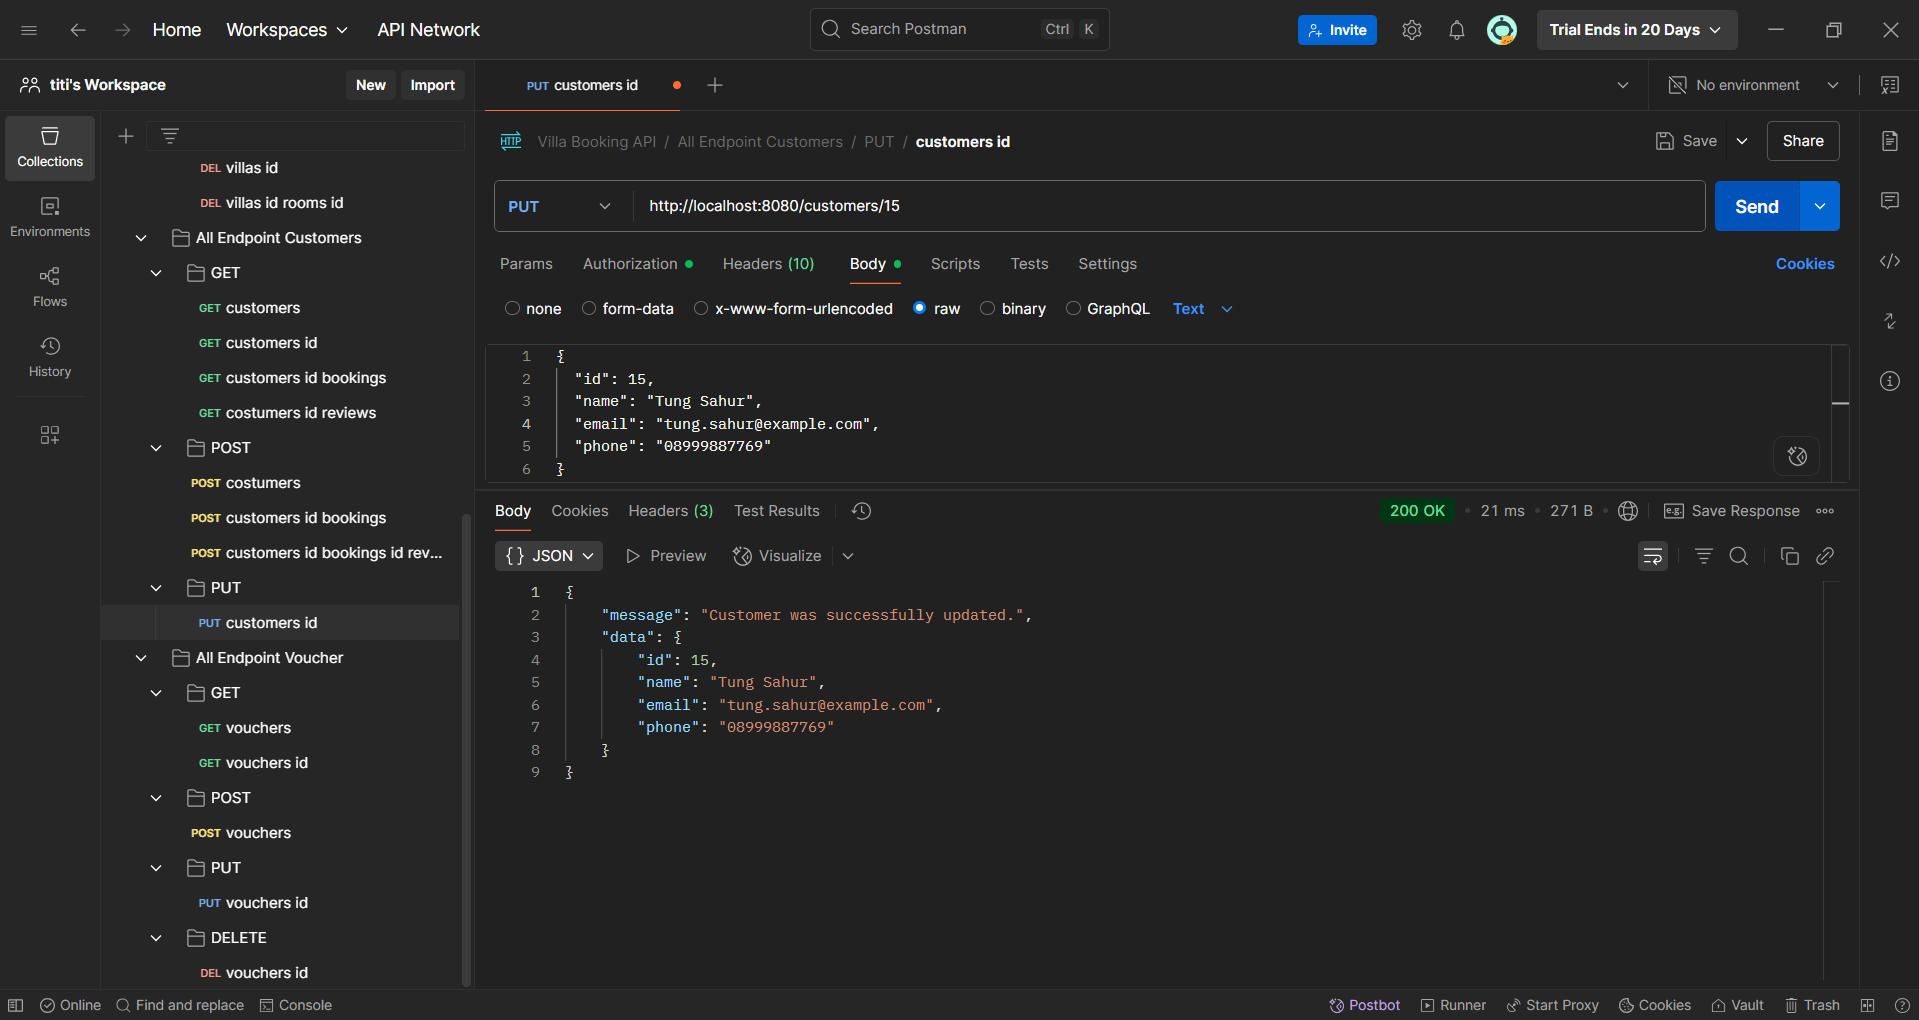 Home Workspaces API Network Search Postman Ctrl K Invite Trial Ends in 20 Days
titi's Workspace New Import PUT customers id No environment
Collections
Environments
Flows
History
DEL villas id
DEL villas id rooms id
All Endpoint Customers
GET
GET customers
GET customers id
GET customers id bookings
GET costumers id reviews
POST
POST costumers
POST customers id bookings
POST customers id bookings id rev...
PUT
PUT customers id
All Endpoint Voucher
GET
GET vouchers
GET vouchers id
POST
POST vouchers
PUT
PUT vouchers id
DELETE
DEL vouchers id
HTTP Villa Booking API / All Endpoint Customers / PUT / customers id Save Share
PUT http://localhost:8080/customers/15 Send
Params Authorization Headers (10) Body Scripts Tests Settings Cookies
none form-data x-www-form-urlencoded raw binary GraphQL Text
1 {
2 "id": 15,
3 "name": "Tung Sahur",
4 "email": "tung.sahur@example.com",
5 "phone": "08999887769"
6 }
Body Cookies Headers (3) Test Results 200 OK • 21 ms • 271 B • e.g. Save Response
{} JSON Preview Visualize
1 {
2 "message": "Customer was successfully updated.",
3 "data": {
4 "id": 15,
5 "name": "Tung Sahur",
6 "email": "tung.sahur@example.com",
7 "phone": "08999887769"
8 }
9 }
Online Find and replace Console Postbot Runner Start Proxy Cookies Vault Trash